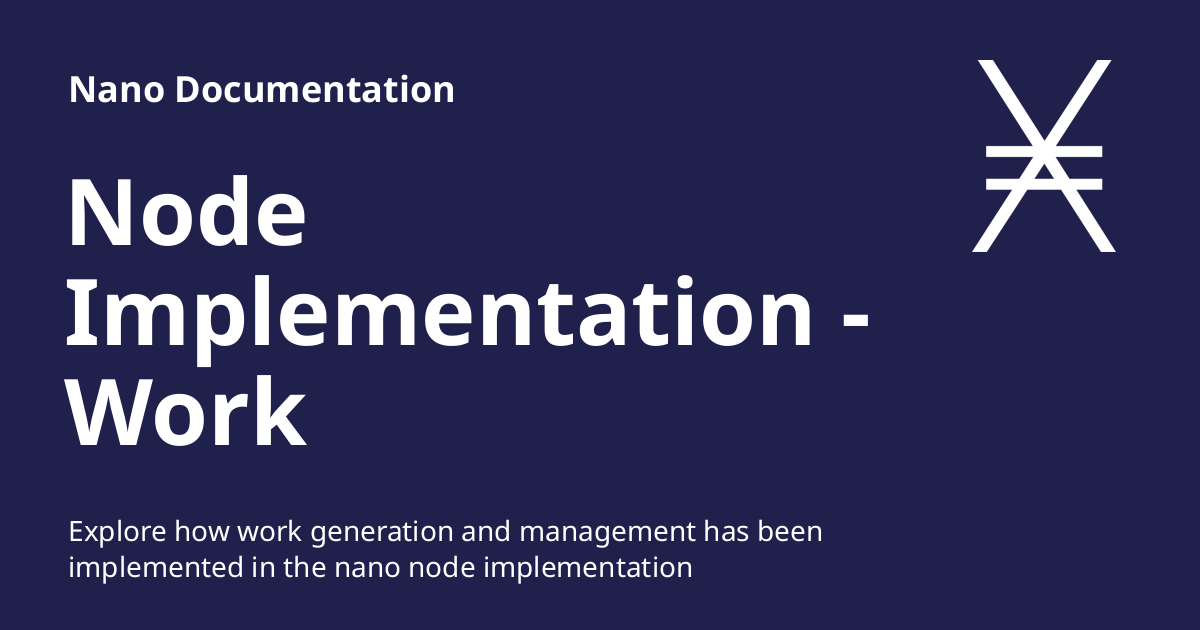 Nano Documentation
Node
Implementation -
Work
Explore how work generation and management has been
implemented in the nano node implementation